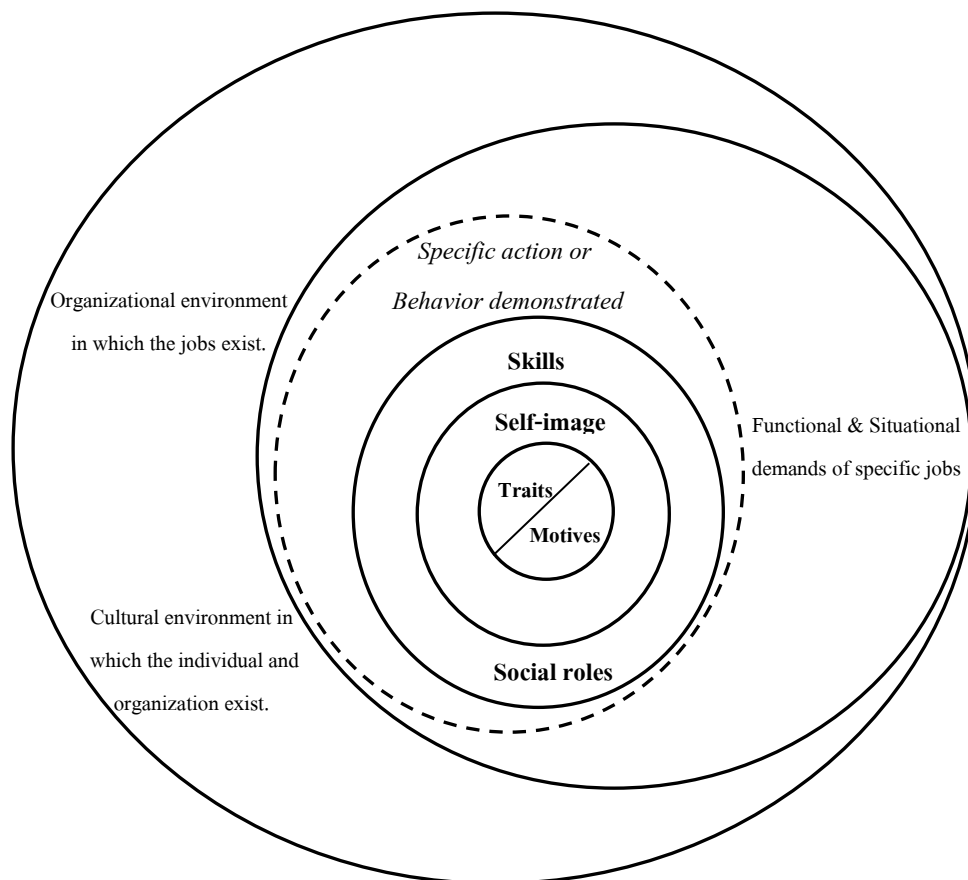 Specific action or
Behavior demonstrated
Organizational environment
in which the jobs exist.
Skills
Self-image
Functional & Situational
demands of specific jobs
Traits
Motives
Cultural environment in
which the individual and
organization exist.
Social roles